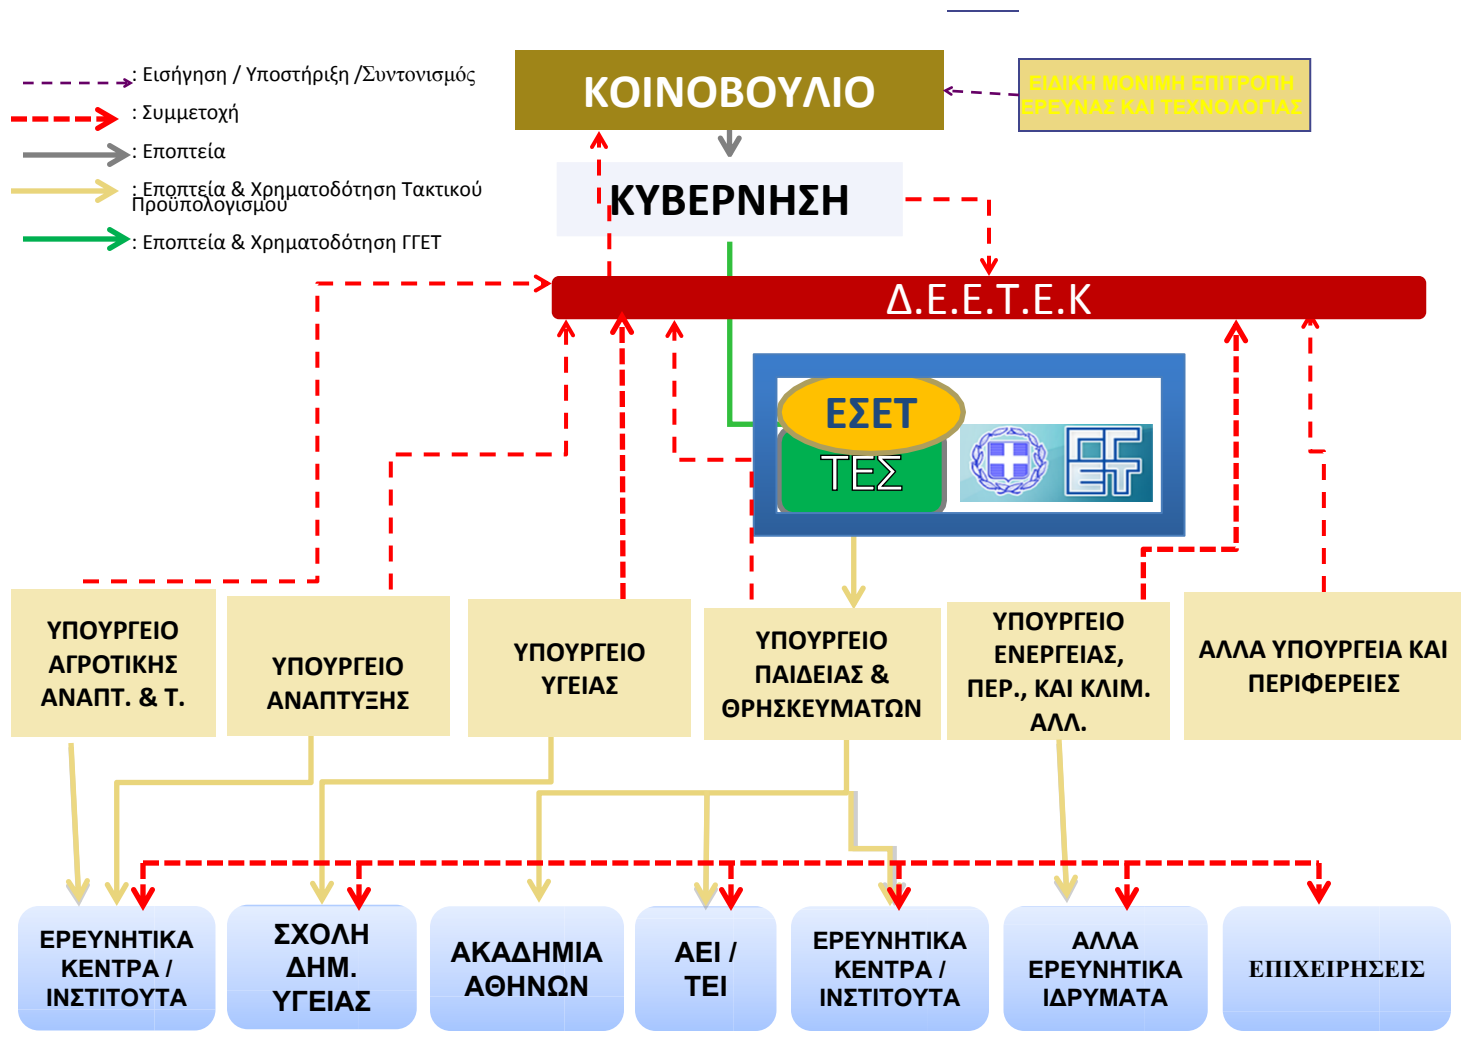 : Εισήγηση / Υποστήριξη /Συντονισμός
: Συμμετοχή
: Εποπτεία
: Εποπτεία & Χρηματοδότηση Τακτικού
Προϋπολογισμού
: Εποπτεία & Χρηματοδότηση ΓΓΕΤ
ΚΟΙΝΟΒΟΥΛΙΟ
ΕΙΔΙΚΗ ΜΟΝΙΜΗ ΕΠΙΤΡΟΠΗ
ΕΡΕΥΝΑΣ ΚΑΙ ΤΕΧΝΟΛΟΓΙΑΣ
ΚΥΒΕΡΝΗΣΗ
Δ.Ε.Ε.Τ.Ε.Κ
ΕΣΕΤ
ΤΕΣ
ΓΓ
ΕΤ
ΥΠΟΥΡΓΕΙΟ
ΑΓΡΟΤΙΚΗΣ
ΑΝΑΠΤ. & Τ.
ΥΠΟΥΡΓΕΙΟ
ΑΝΑΠΤΥΞΗΣ
ΥΠΟΥΡΓΕΙΟ
ΥΓΕΙΑΣ
ΥΠΟΥΡΓΕΙΟ
ΠΑΙΔΕΙΑΣ &
ΘΡΗΣΚΕΥΜΑΤΩΝ
ΥΠΟΥΡΓΕΙΟ
ΕΝΕΡΓΕΙΑΣ,
ΠΕΡ., ΚΑΙ ΚΛΙΜ.
ΑΛΛ.
ΑΛΛΑ ΥΠΟΥΡΓΕΙΑ ΚΑΙ
ΠΕΡΙΦΕΡΕΙΕΣ
ΕΡΕΥΝΗΤΙΚΑ
ΚΕΝΤΡΑ /
ΙΝΣΤΙΤΟΥΤΑ
ΣΧΟΛΗ
ΔΗΜ.
ΥΓΕΙΑΣ
ΑΚΑΔΗΜΙΑ
ΑΘΗΝΩΝ
ΑΕΙ /
ΤΕΙ
ΕΡΕΥΝΗΤΙΚΑ
ΚΕΝΤΡΑ /
ΙΝΣΤΙΤΟΥΤΑ
ΑΛΛΑ
ΕΡΕΥΝΗΤΙΚΑ
ΙΔΡΥΜΑΤΑ
ΕΠΙΧΕΙΡΗΣΕΙΣ